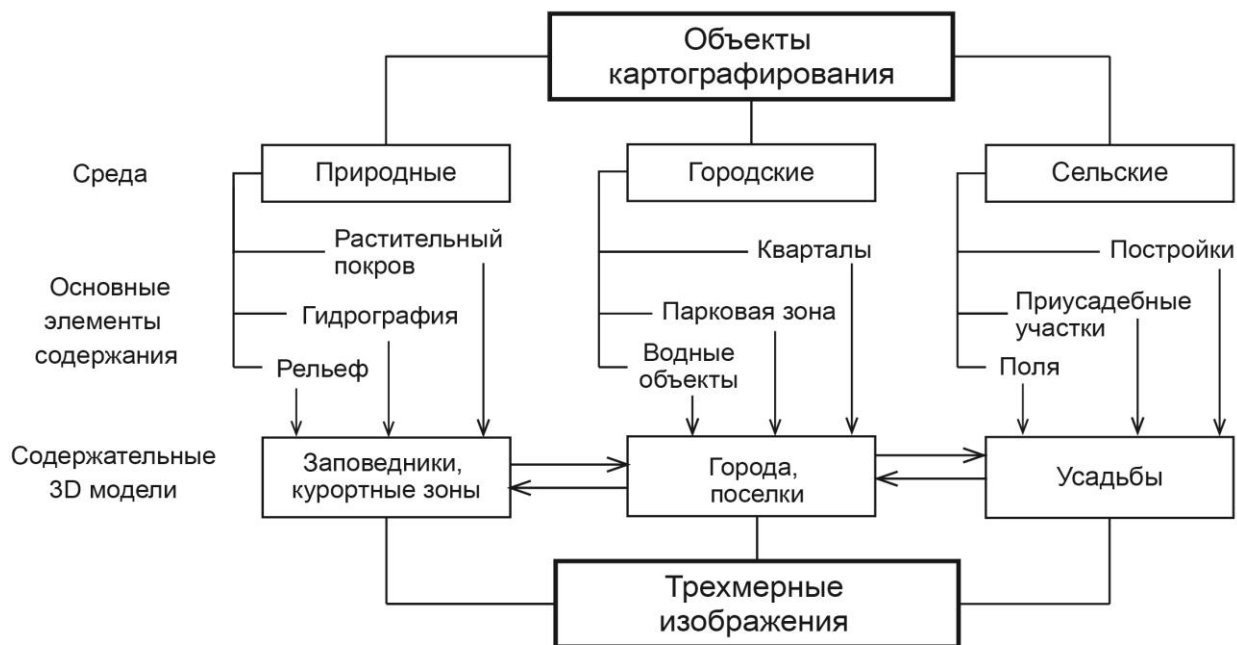 Объекты
картографирования
Среда
Природные
Городские
Сельские
Основные
элементы
содержания
Растительный
покров
Гидрография
Рельеф
Кварталы
Парковая зона
Водные
объекты
Постройки
Приусадебные
участки
Поля
Содержательные
3D модели
Заповедники,
курортные зоны
Города,
поселки
Усадьбы
Трехмерные
изображения